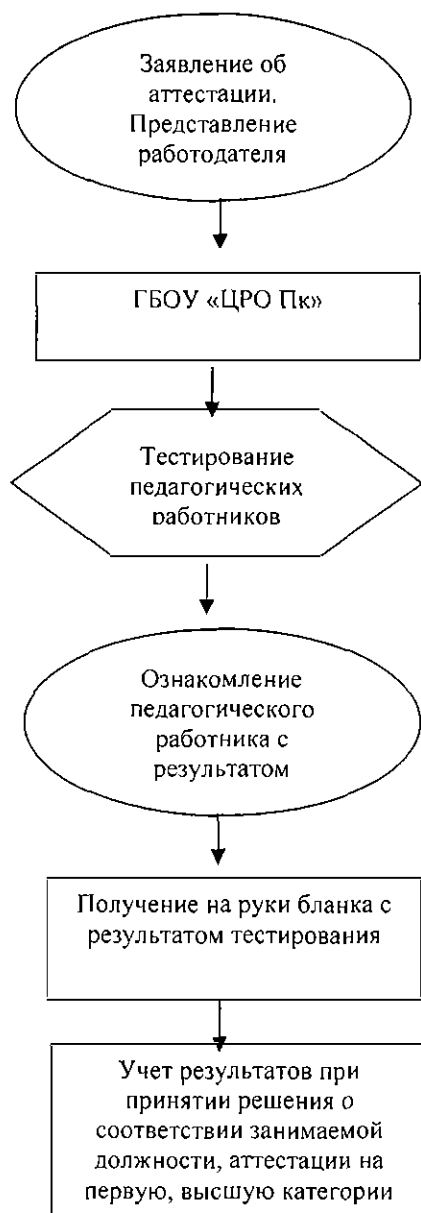 Заявление об
аттестации.
Представление
работодателя
ГБОУ «ЦРО Пк»
Тестирование
педагогических
работников
Ознакомление
педагогического
работника с
результатом
Получение на руки бланка с
результатом тестирования
Учет результатов при
принятии решения о
соответствии занимаемой
должности, аттестации на
первую, высшую категории